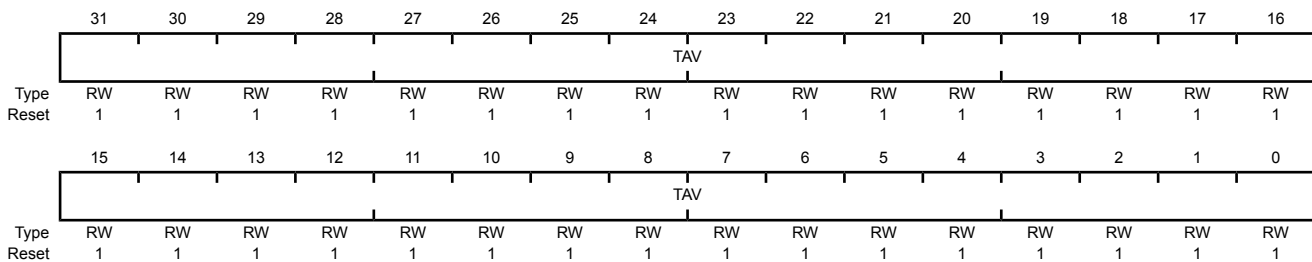 31 30 29 28 27 26 25 24 23 22 21 20 19 18 17 16
TAV
Type RW RW RW RW RW RW RW RW RW RW RW RW RW RW RW RW
Reset 1 1 1 1 1 1 1 1 1 1 1 1 1 1 1 1
15 14 13 12 11 10 9 8 7 6 5 4 3 2 1 0
TAV
Type RW RW RW RW RW RW RW RW RW RW RW RW RW RW RW RW
Reset 1 1 1 1 1 1 1 1 1 1 1 1 1 1 1 1